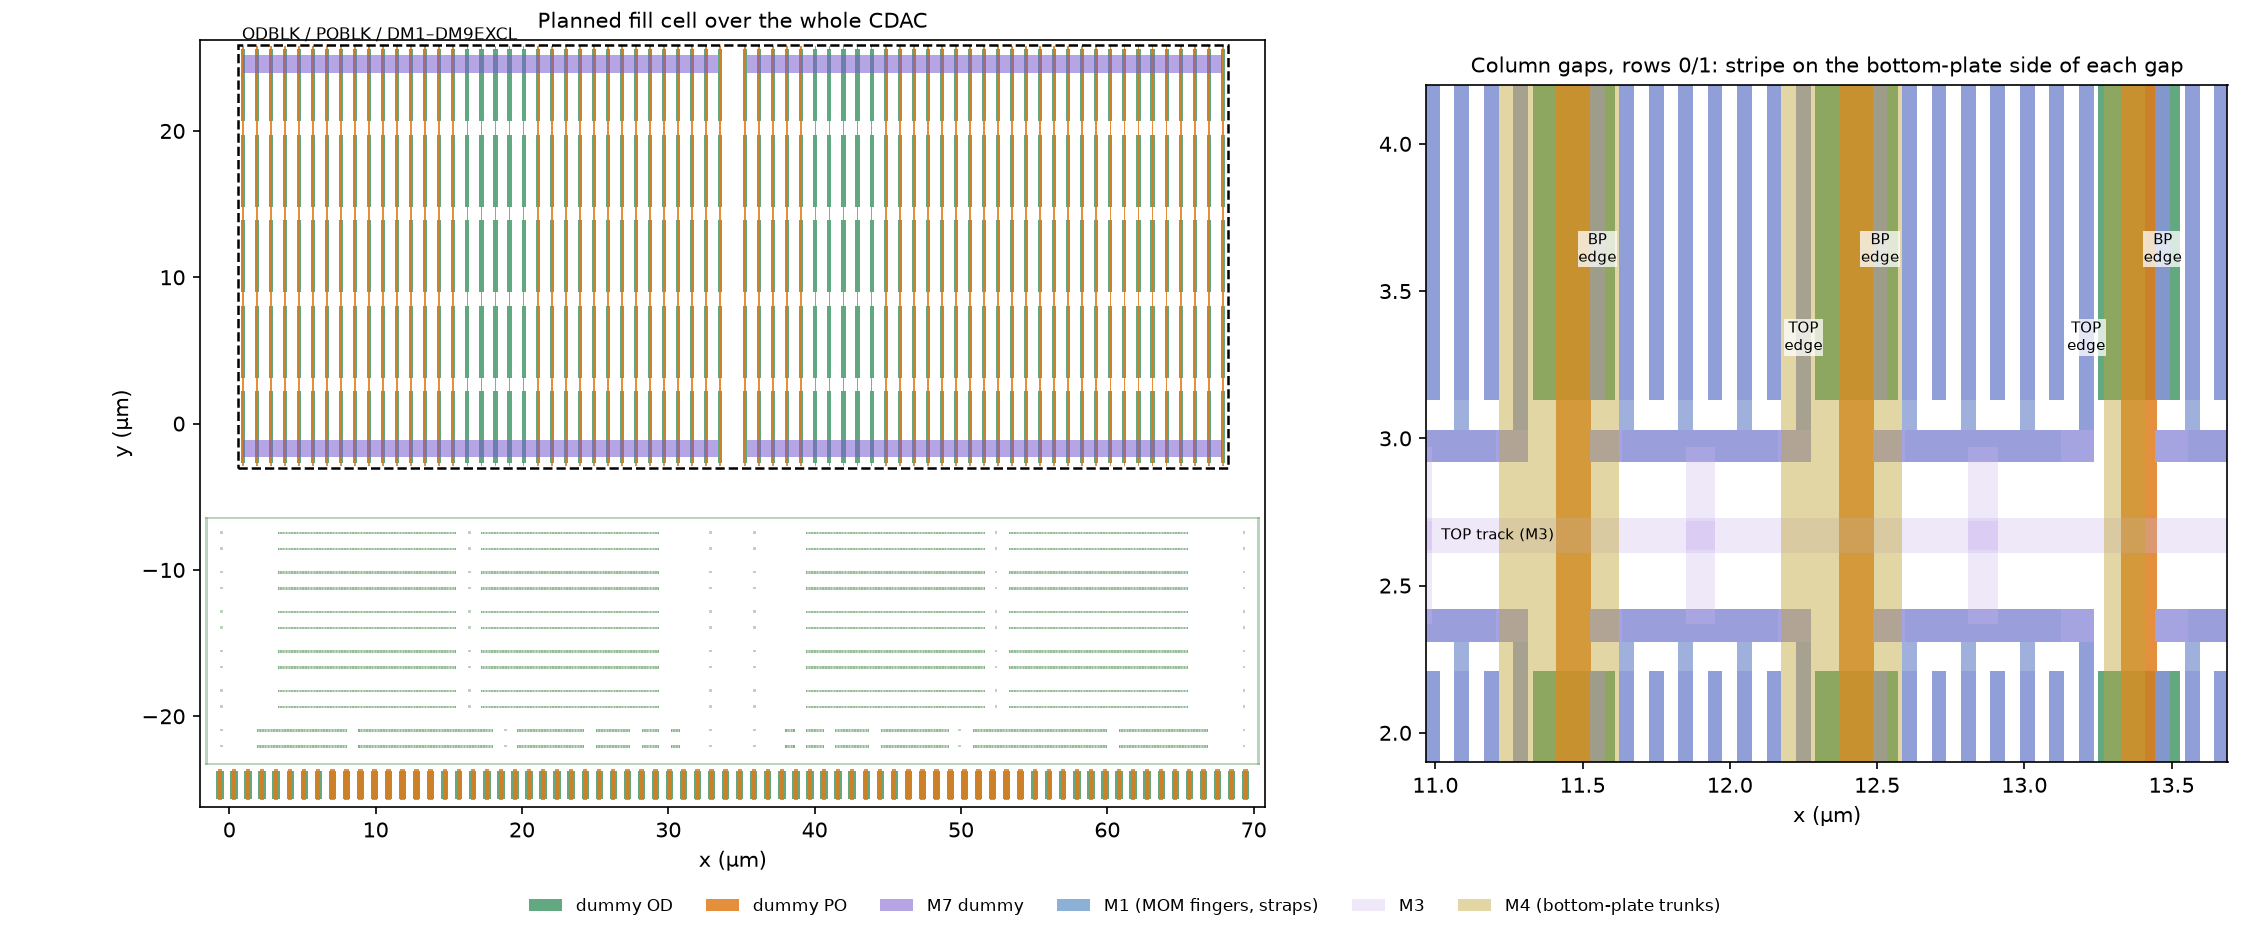 Planned fill cell over the whole CDAC
ODBLK / POBLK / DM1–DM9EXCL
20
10
0
−10
−20
y (µm)
0 10 20 30 40 50 60 70
x (µm)
Column gaps, rows 0/1: stripe on the bottom-plate side of each gap
4.0
3.5
3.0
2.5
2.0
BP
edge
BP
edge
BP
edge
TOP
edge
TOP
edge
TOP track (M3)
11.0 11.5 12.0 12.5 13.0 13.5
x (µm)
dummy OD dummy PO M7 dummy M1 (MOM fingers, straps) M3 M4 (bottom-plate trunks)